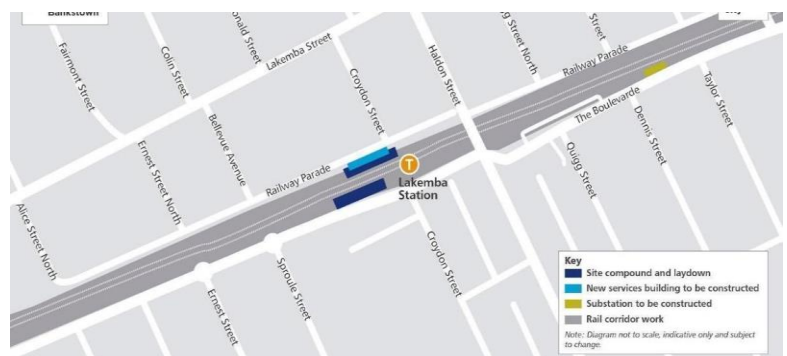 Bankstown
Fairmont Street
Colin Street
Street
Lakemba Street
Croydon Street
Haldon Street
Street North
Railway Parade
The Boulevarde
Taylor Street
Dennis Street
Quigg Street
Bellevue Avenue
Ernest Street North
Railway Parade
T
Lakemba
Station
Alice Street North
Croydon Street
Sproule Street
Ernest Street
Key
Site compound and laydown
New services building to be constructed
Substation to be constructed
Rail corridor work
Note: Diagram not to scale, indicative only and subject
to change.